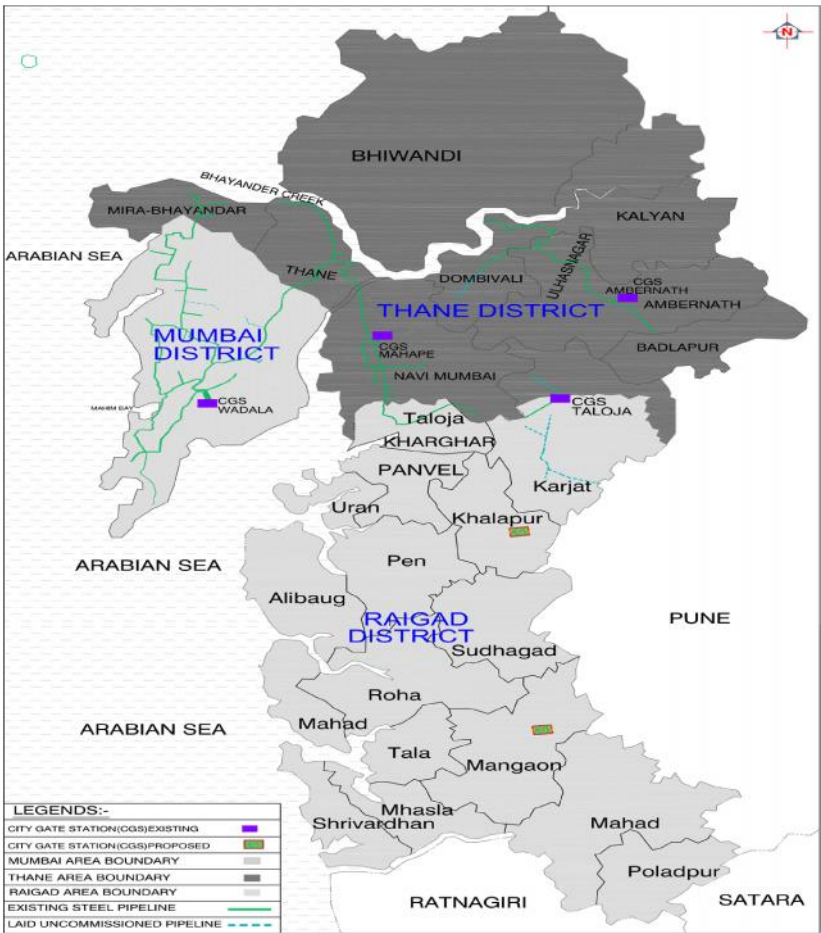 N
BHIWANDI
BHAYANDER CREEK
MIRA-BHAYANDAR
KALYAN
ARABIAN SEA
THANE
DOMBIVALI
ULHASNAGAR
CGS
AMBERNATH
AMBERNATH
THANE DISTRICT
MUMBAI
DISTRICT
CGS
MAHAPE
BADLAPUR
NAVI MUMBAI
MAHIM BAY
CGS
WADALA
CGS
TALOJA
Taloja
KHARGHAR
PANVEL
Karjat
Uran
Khalapur
ARABIAN SEA
Pen
Alibaug
RAIGAD
DISTRICT
PUNE
Sudhagad
Roha
Mahad
ARABIAN SEA
Tala
Mangaon
Mhasla
Shrivardhan
Mahad
Poladpur
RATNAGIRI
SATARA
LEGENDS:-
CITY GATE STATION(CGS)EXISTING
CITY GATE STATION(CGS)PROPOSED
MUMBAI AREA BOUNDARY
THANE AREA BOUNDARY
RAIGAD AREA BOUNDARY
EXISTING STEEL PIPELINE
LAID UNCOMMISSIONED PIPELINE